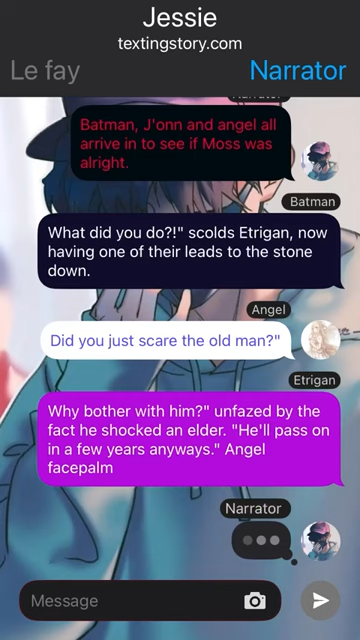 Jessie
textingstory.com
Le fay
Narrator
Narrator
Batman, J'onn and angel all
arrive in to see if Moss was
alright.
Batman
What did you do?!" scolds Etrigan, now
having one of their leads to the stone
down.
Angel
Did you just scare the old man?"
Etrigan
Why bother with him?" unfazed by the
fact he shocked an elder. "He'll pass on
in a few years anyways." Angel
facepalm
Narrator
Message